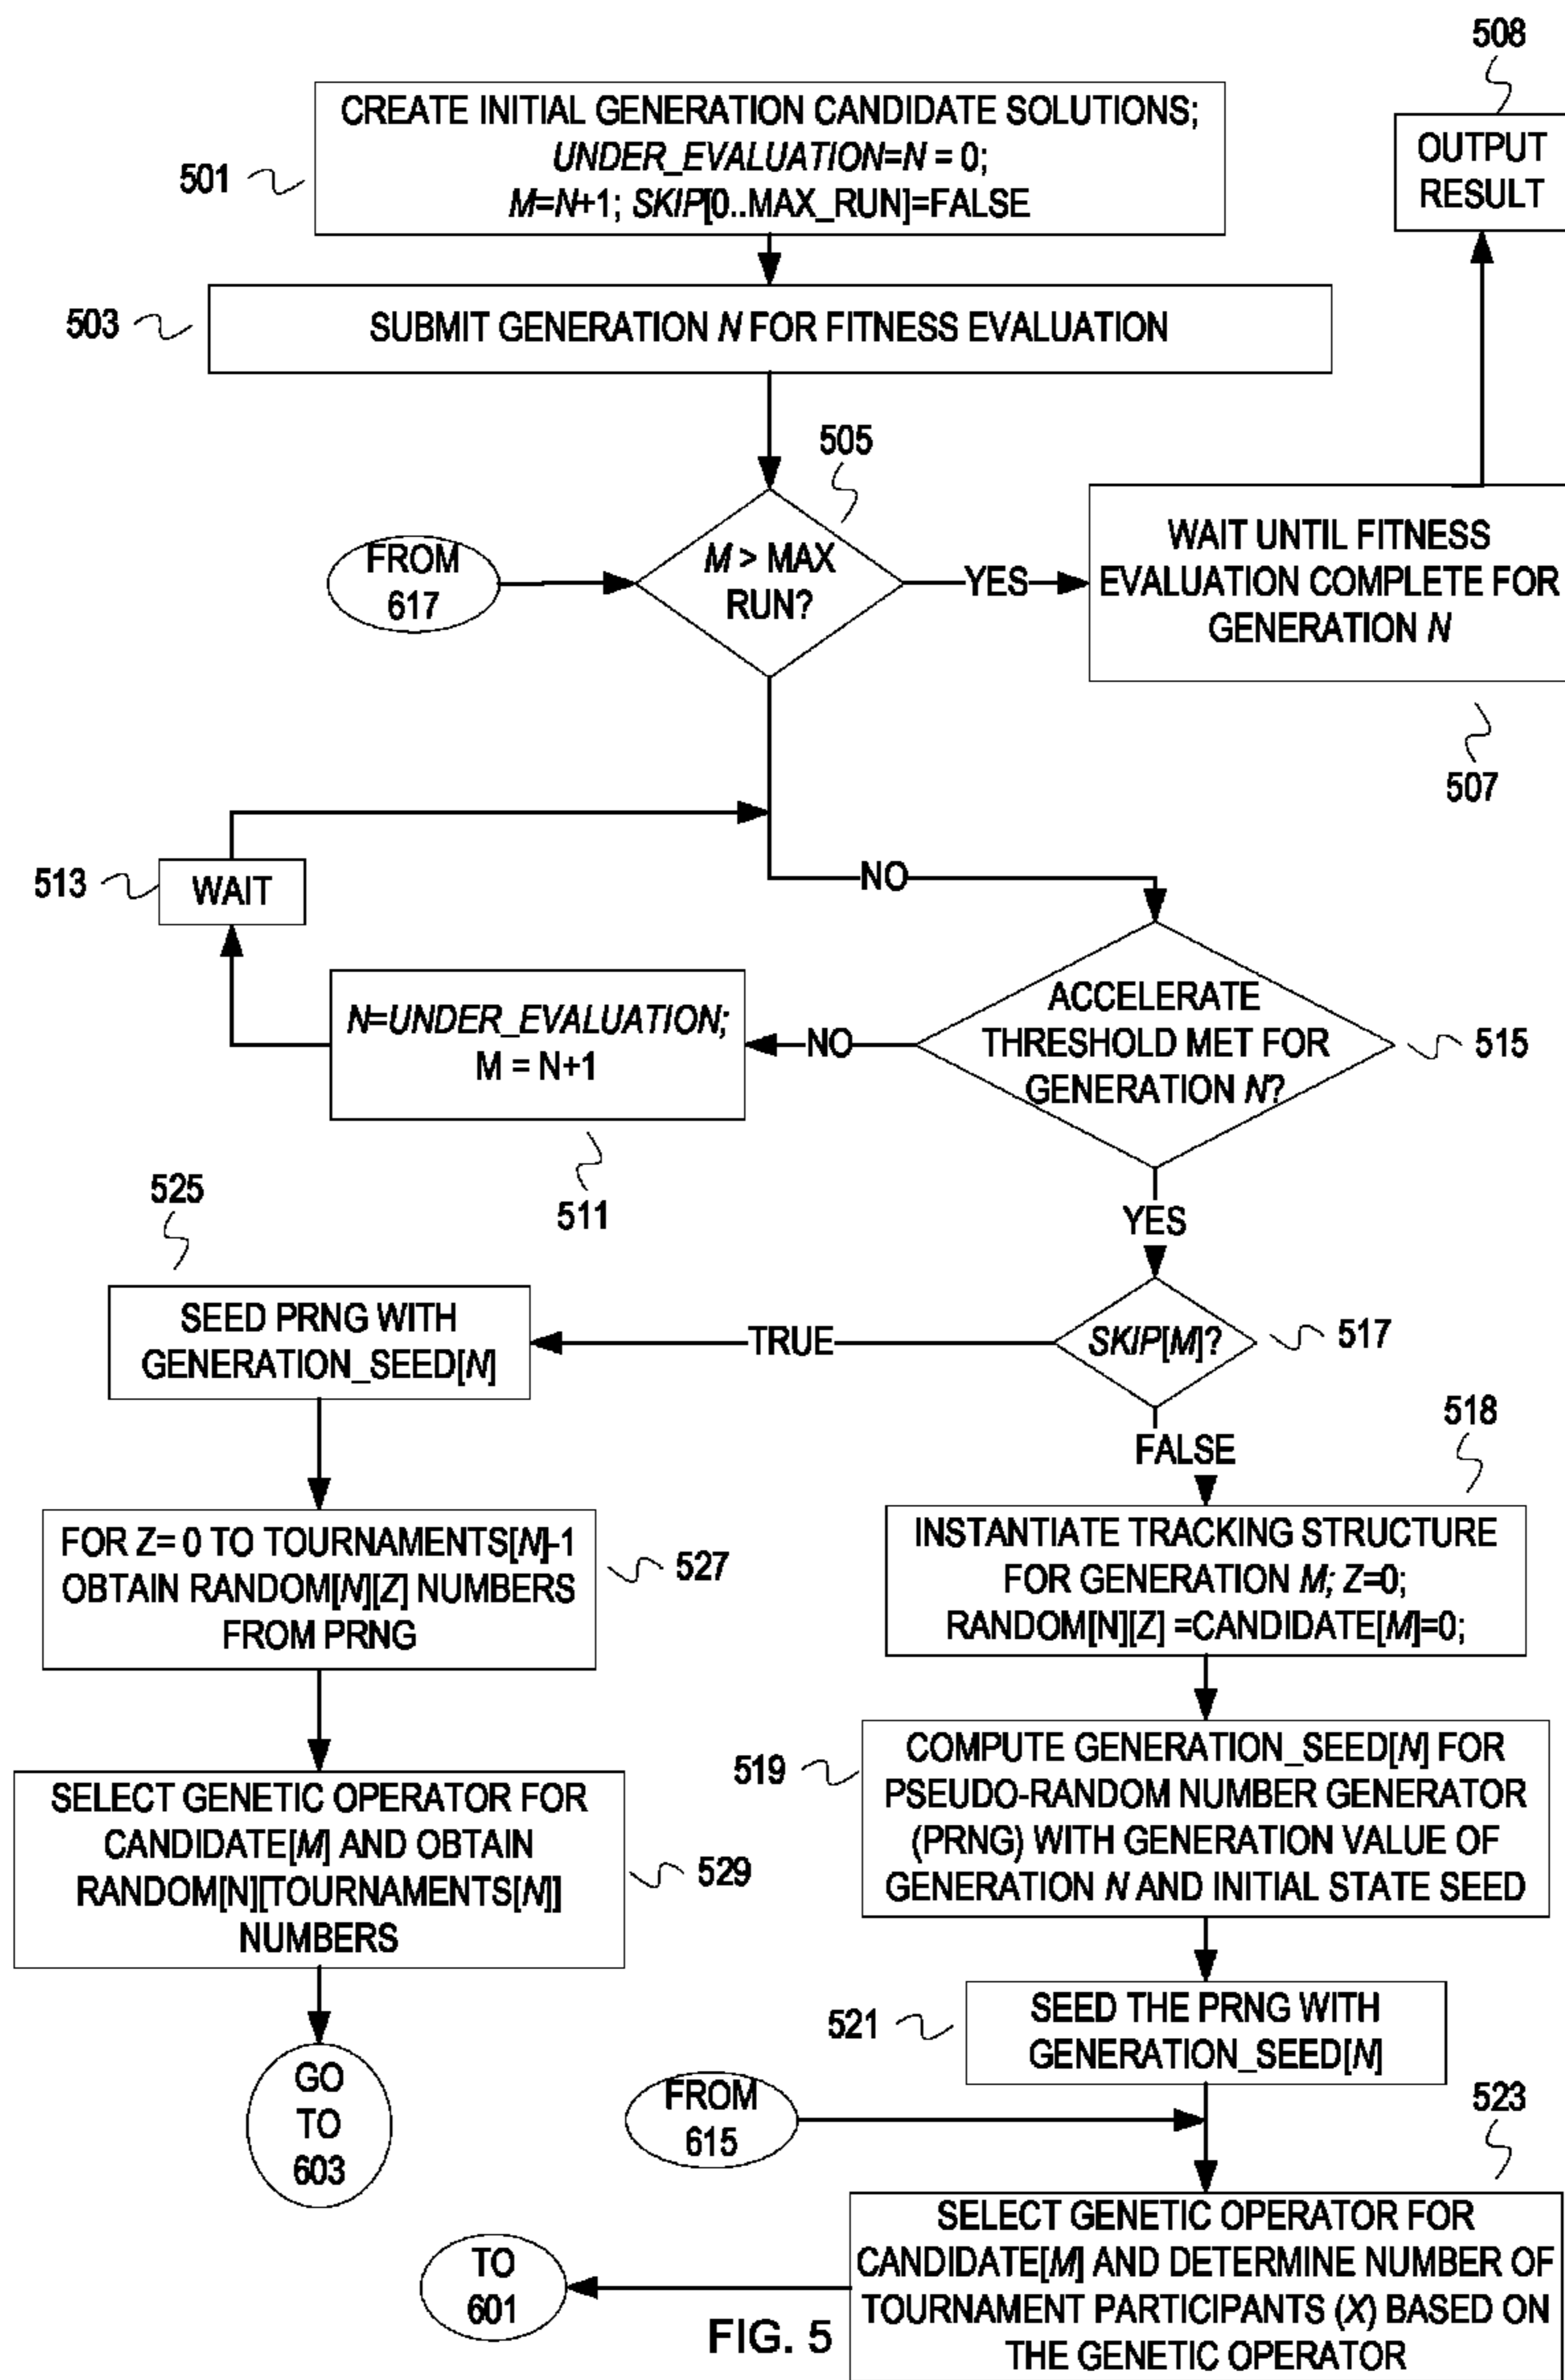 508
CREATE INITIAL GENERATION CANDIDATE SOLUTIONS;
UNDER_EVALUATION=N = 0;
M=N+1; SKIP[0..MAX_RUN]=FALSE
501
OUTPUT
RESULT
503
SUBMIT GENERATION N FOR FITNESS EVALUATION
505
FROM
617
M > MAX
RUN?
YES
WAIT UNTIL FITNESS
EVALUATION COMPLETE FOR
GENERATION N
507
513
WAIT
NO
N=UNDER_EVALUATION;
M = N+1
511
NO
ACCELERATE
THRESHOLD MET FOR
GENERATION N?
515
YES
525
SEED PRNG WITH
GENERATION_SEED[N]
TRUE
SKIP[M]?
517
FALSE
518
FOR Z= 0 TO TOURNAMENTS[N]-1
OBTAIN RANDOM[N][Z] NUMBERS
FROM PRNG
527
INSTANTIATE TRACKING STRUCTURE
FOR GENERATION M; Z=0;
RANDOM[N][Z] =CANDIDATE[M]=0;
SELECT GENETIC OPERATOR FOR
CANDIDATE[M] AND OBTAIN
RANDOM[N][TOURNAMENTS[N]]
NUMBERS
529
519
COMPUTE GENERATION_SEED[N] FOR
PSEUDO-RANDOM NUMBER GENERATOR
(PRNG) WITH GENERATION VALUE OF
GENERATION N AND INITIAL STATE SEED
521
SEED THE PRNG WITH
GENERATION_SEED[N]
GO
TO
603
FROM
615
523
SELECT GENETIC OPERATOR FOR
CANDIDATE[M] AND DETERMINE NUMBER OF
TOURNAMENT PARTICIPANTS (X) BASED ON
THE GENETIC OPERATOR
TO
601
FIG. 5